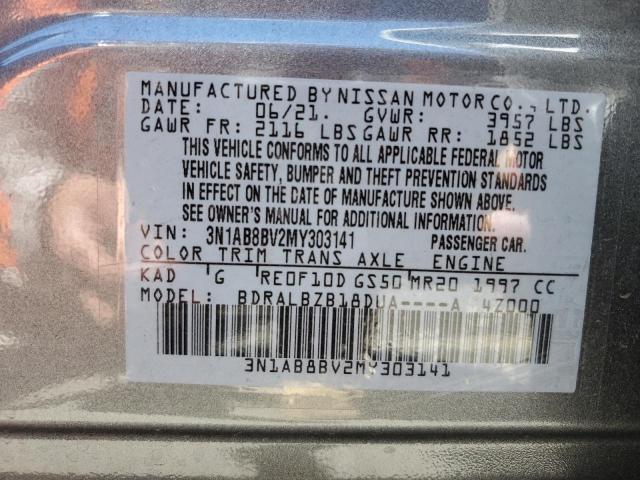 MANUFACTURED BY NISSAN MOTOR CO., LTD.
DATE: 06/21. GVWR: 3957 LBS
GAWR FR: 2116 LBS GAWR RR: 1852 LBS
THIS VEHICLE CONFORMS TO ALL APPLICABLE FEDERAL MOTOR
VEHICLE SAFETY, BUMPER AND THEFT PREVENTION STANDARDS
IN EFFECT ON THE DATE OF MANUFACTURE SHOWN ABOVE.
SEE OWNER'S MANUAL FOR ADDITIONAL INFORMATION.
VIN: 3N1AB8BV2MY303141 PASSENGER CAR.
COLOR TRIM TRANS AXLE ENGINE
KAD G RE0F10D GS50 MR20 1997 CC
MODEL: BDRALBZB18DUA----A 4Z000
3N1AB8BV2MY303141